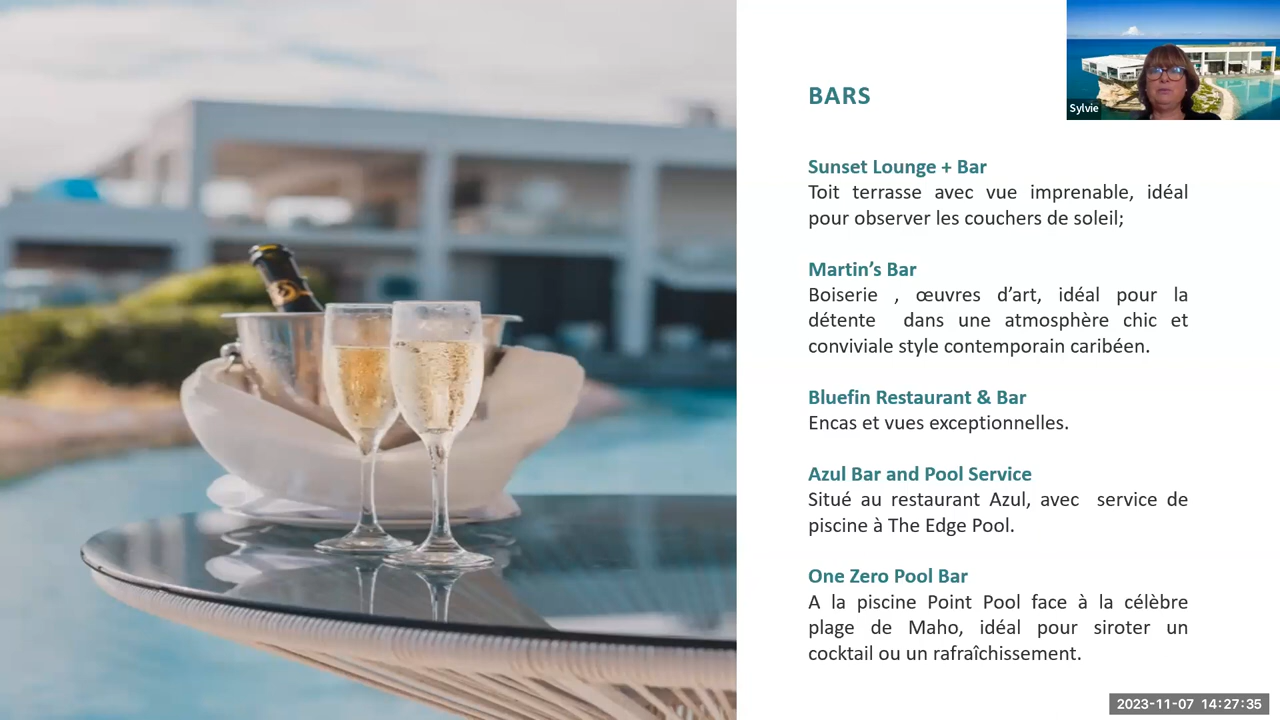 BARS
Sylvie
Sunset Lounge + Bar
Toit terrasse avec vue imprenable, idéal
pour observer les couchers de soleil;
Martin’s Bar
Boiserie , œuvres d’art, idéal pour la
détente dans une atmosphère chic et
conviviale style contemporain caribéen.
Bluefin Restaurant & Bar
Encas et vues exceptionnelles.
Azul Bar and Pool Service
Situé au restaurant Azul, avec service de
piscine à The Edge Pool.
One Zero Pool Bar
A la piscine Point Pool face à la célèbre
plage de Maho, idéal pour siroter un
cocktail ou un rafraîchissement.
2023-11-07 14:27:35